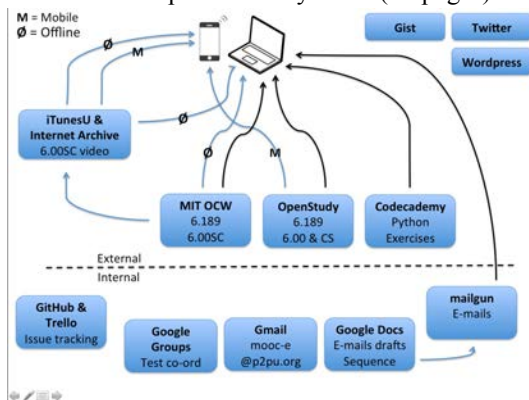 M = Mobile
Ø = Offline
Ø
M
Gist
Twitter
Wordpress
iTunesU &
Internet Archive
6.00SC video
Ø
Ø
M
MIT OCW
6.189
6.00SC
OpenStudy
6.189
6.00 & CS
Codecademy
Python
Exercises
External
Internal
GitHub &
Trello
Issue tracking
Google
Groups
Test co-ord
Gmail
mooc-e
@p2pu.org
Google Docs
E-mails drafts
Sequence
mailgun
E-mails